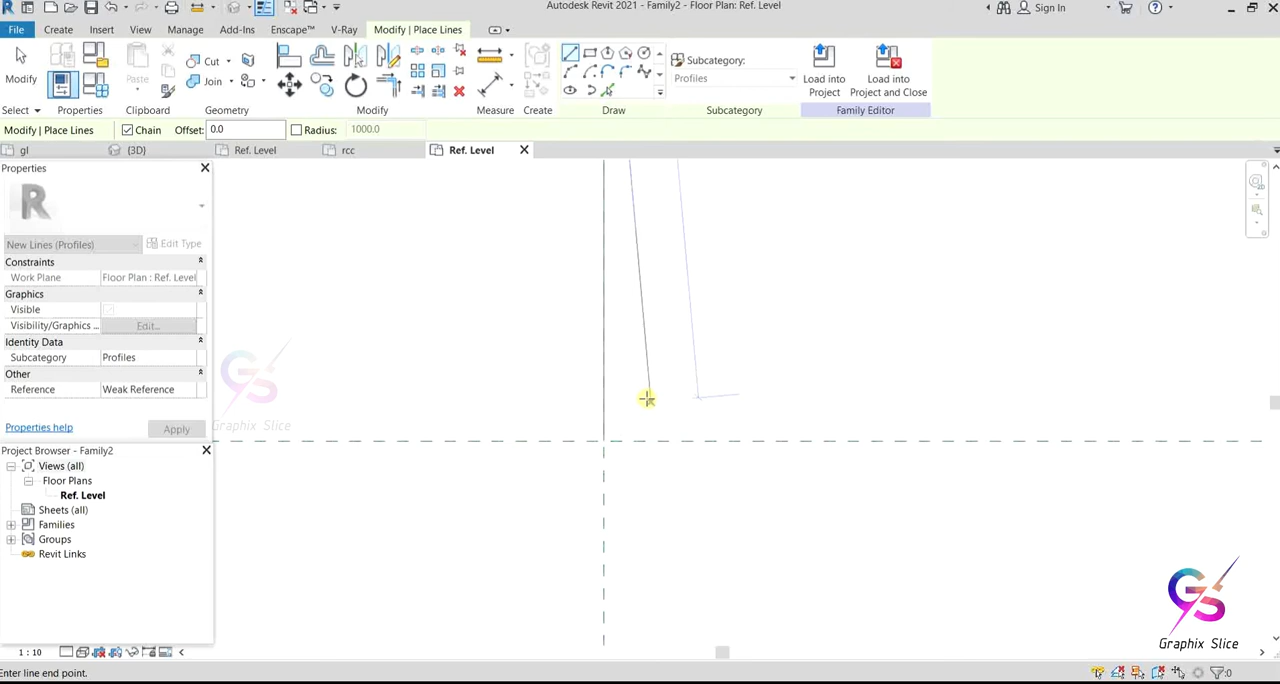 Autodesk Revit 2021 - Family2 - Floor Plan: Ref. Level
Sign In
File Create Insert View Manage Add-Ins Enscape™ V-Ray Modify | Place Lines
Modify
Paste
Cut
Join
Subcategory:
Profiles
Load into Project
Load into Project and Close
Select Properties Clipboard Geometry Modify Measure Create Draw Subcategory Family Editor
Modify | Place Lines Chain Offset: 0.0 Radius: 1000.0
gl {3D} Ref. Level rcc Ref. Level
Properties
R
New Lines (Profiles) Edit Type
Constraints
Work Plane Floor Plan : Ref. Level
Graphics
Visible
Visibility/Graphics ... Edit...
Identity Data
Subcategory Profiles
Other
Reference Weak Reference
Properties help Apply
GS
Graphix Slice
Project Browser - Family2
Views (all)
Floor Plans
Ref. Level
Sheets (all)
Families
Groups
Revit Links
GS
Graphix Slice
1 : 10
Enter line end point.
:0